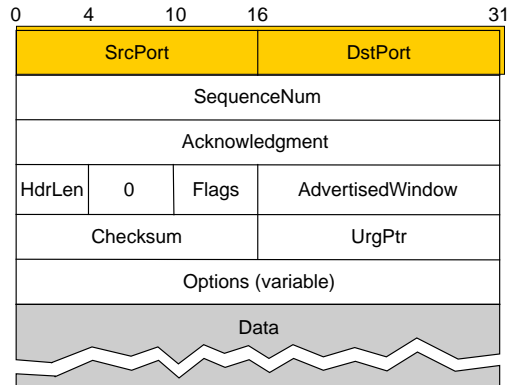 0 4 10 16 31
SrcPort DstPort
SequenceNum
Acknowledgment
HdrLen 0 Flags AdvertisedWindow
Checksum UrgPtr
Options (variable)
Data